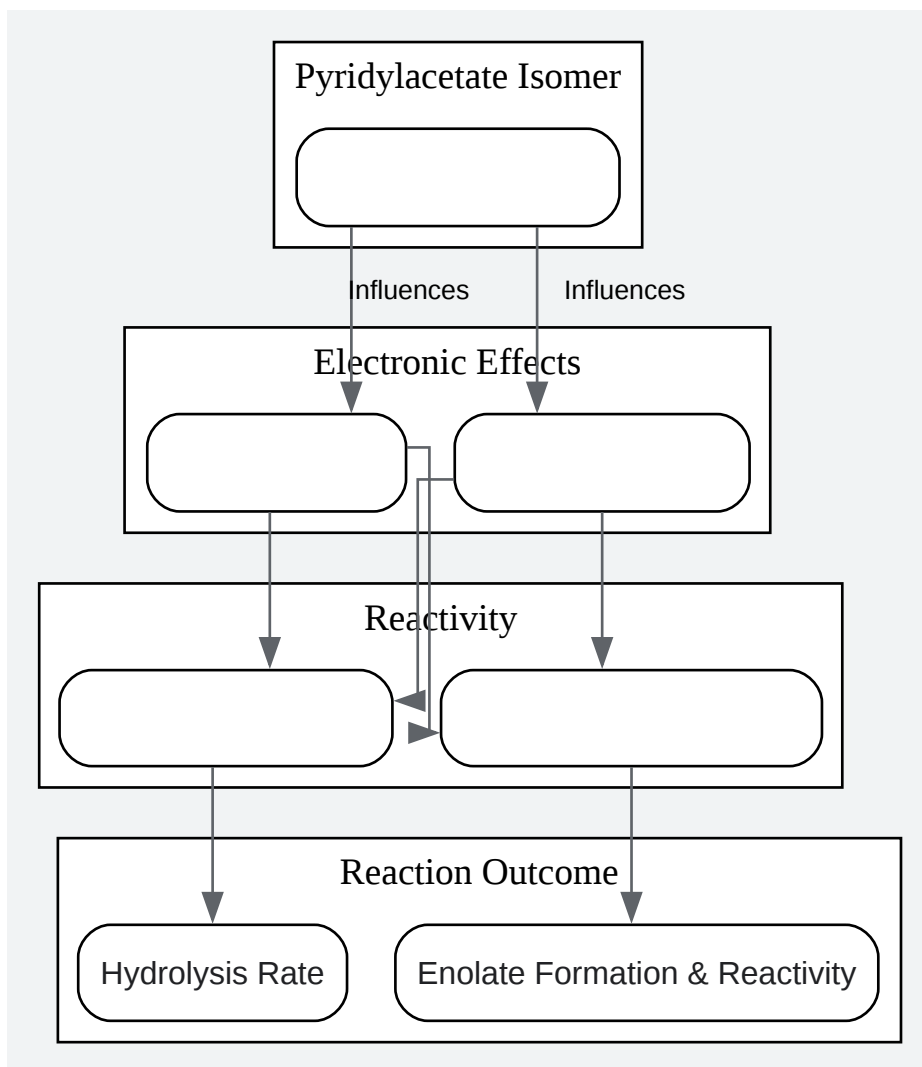 Pyridylacetate Isomer
Influences
Influences
Electronic Effects
Reactivity
Reaction Outcome
Hydrolysis Rate
Enolate Formation & Reactivity